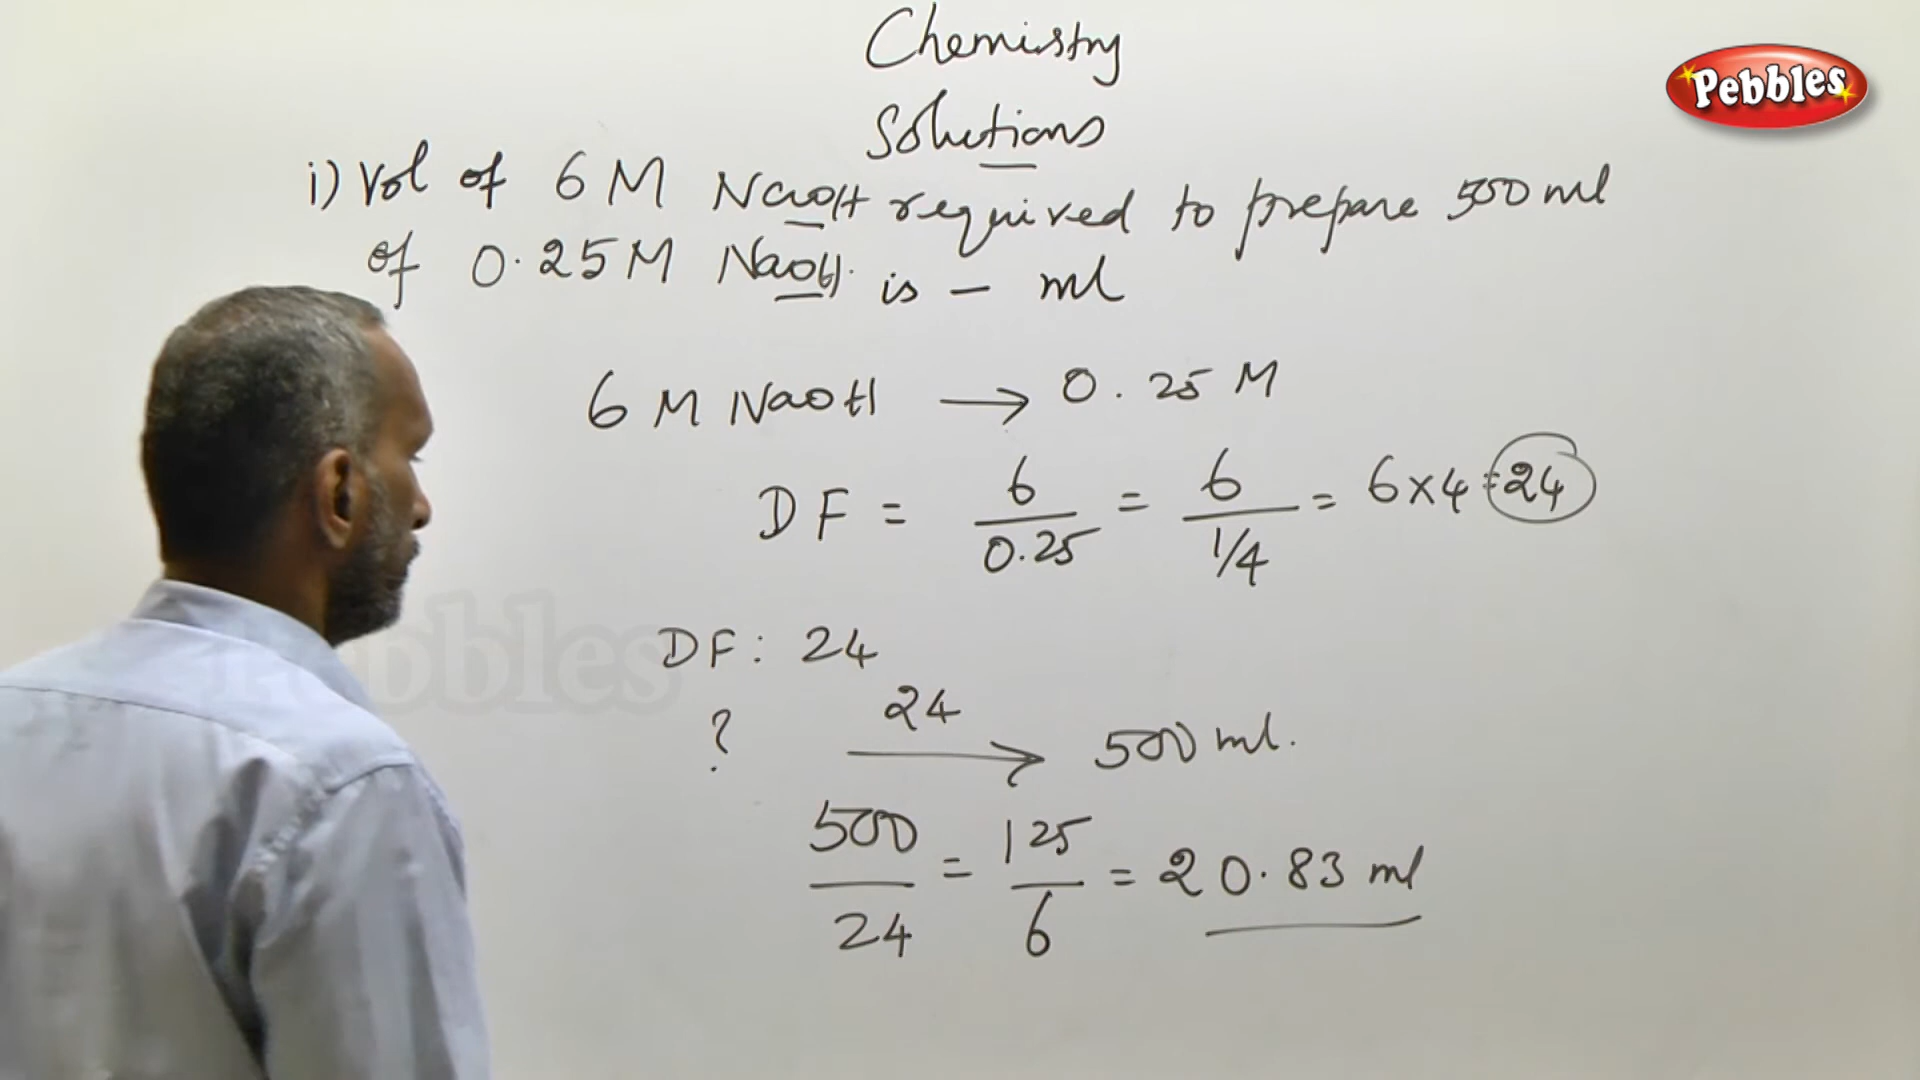 Chemistry
Solutions
Pebbles
i) Vol of 6 M NaOH required to prepare 500 ml
of 0.25 M NaOH. is - ml
6 M NaOH → 0.25 M
DF = 6/0.25 = 6/1/4 = 6×4 = 24
Pebbles
DF: 24
24
? → 500 ml.
500/24 = 125/6 = 20.83 ml